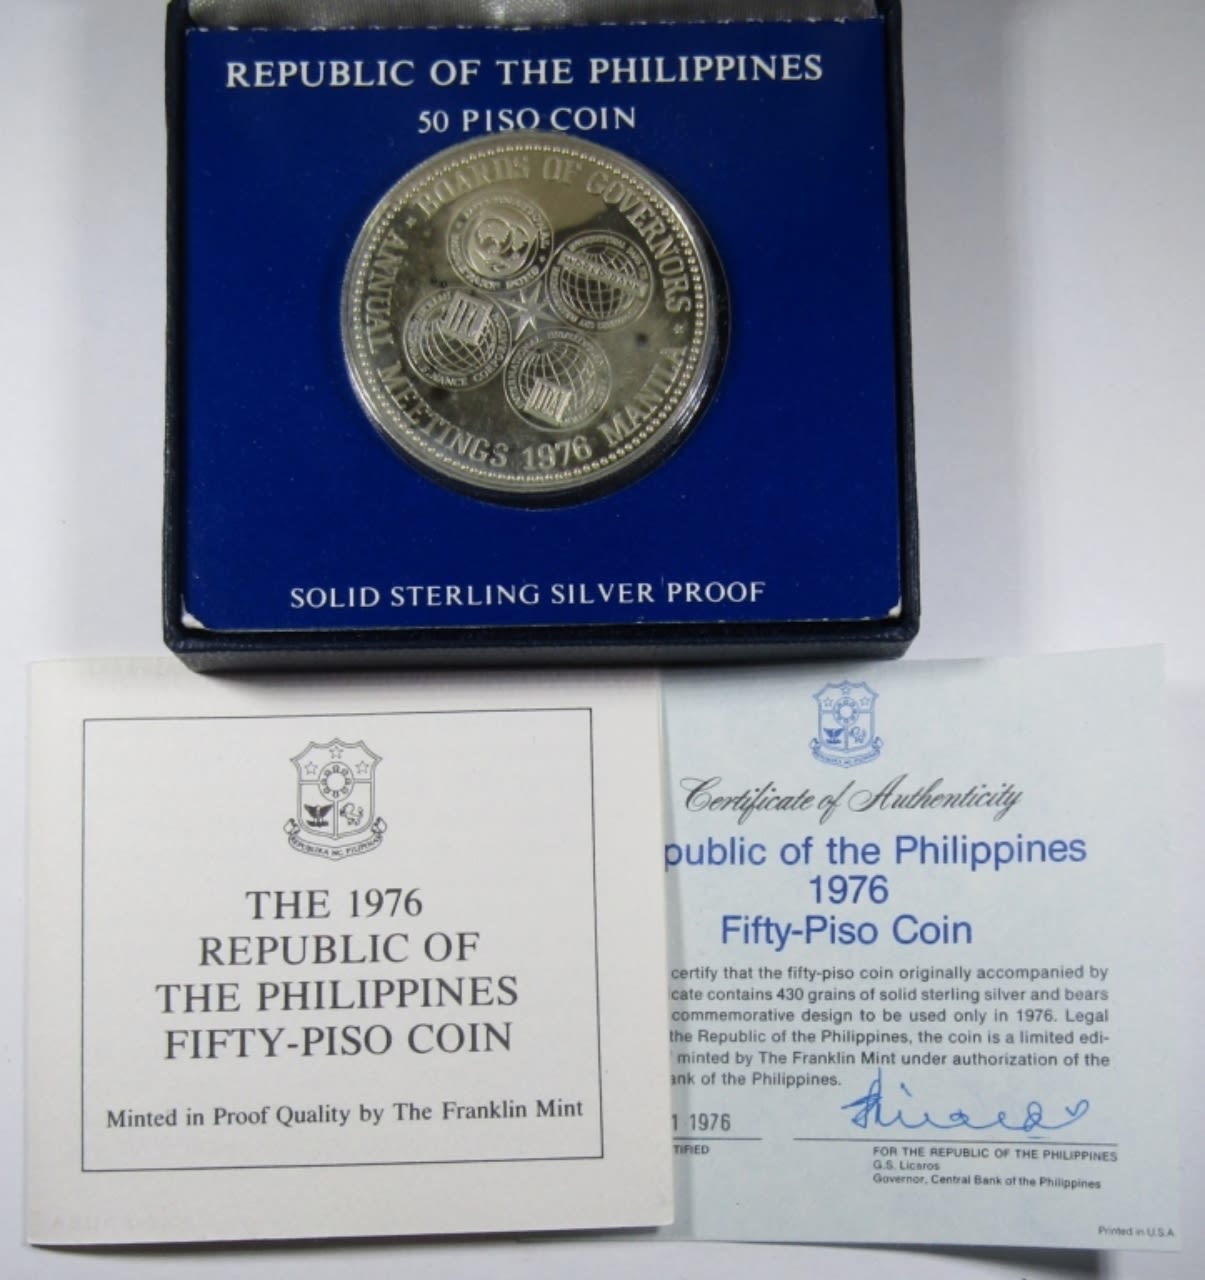 REPUBLIC OF THE PHILIPPINES
50 PISO COIN
BOARDS OF GOVERNORS
ANNUAL MEETINGS 1976 MANILA
SOLID STERLING SILVER PROOF
THE 1976
REPUBLIC OF
THE PHILIPPINES
FIFTY-PISO COIN
Minted in Proof Quality by The Franklin Mint
Certificate of Authenticity
public of the Philippines
1976
Fifty-Piso Coin
certify that the fifty-piso coin originally accompanied by
cate contains 430 grains of solid sterling silver and bears
commemorative design to be used only in 1976. Legal
the Republic of the Philippines, the coin is a limited edi-
minted by The Franklin Mint under authorization of the
ank of the Philippines.
1 1976
TIFIED
FOR THE REPUBLIC OF THE PHILIPPINES
G.S. Licaros
Governor, Central Bank of the Philippines
Printed in U.S.A.